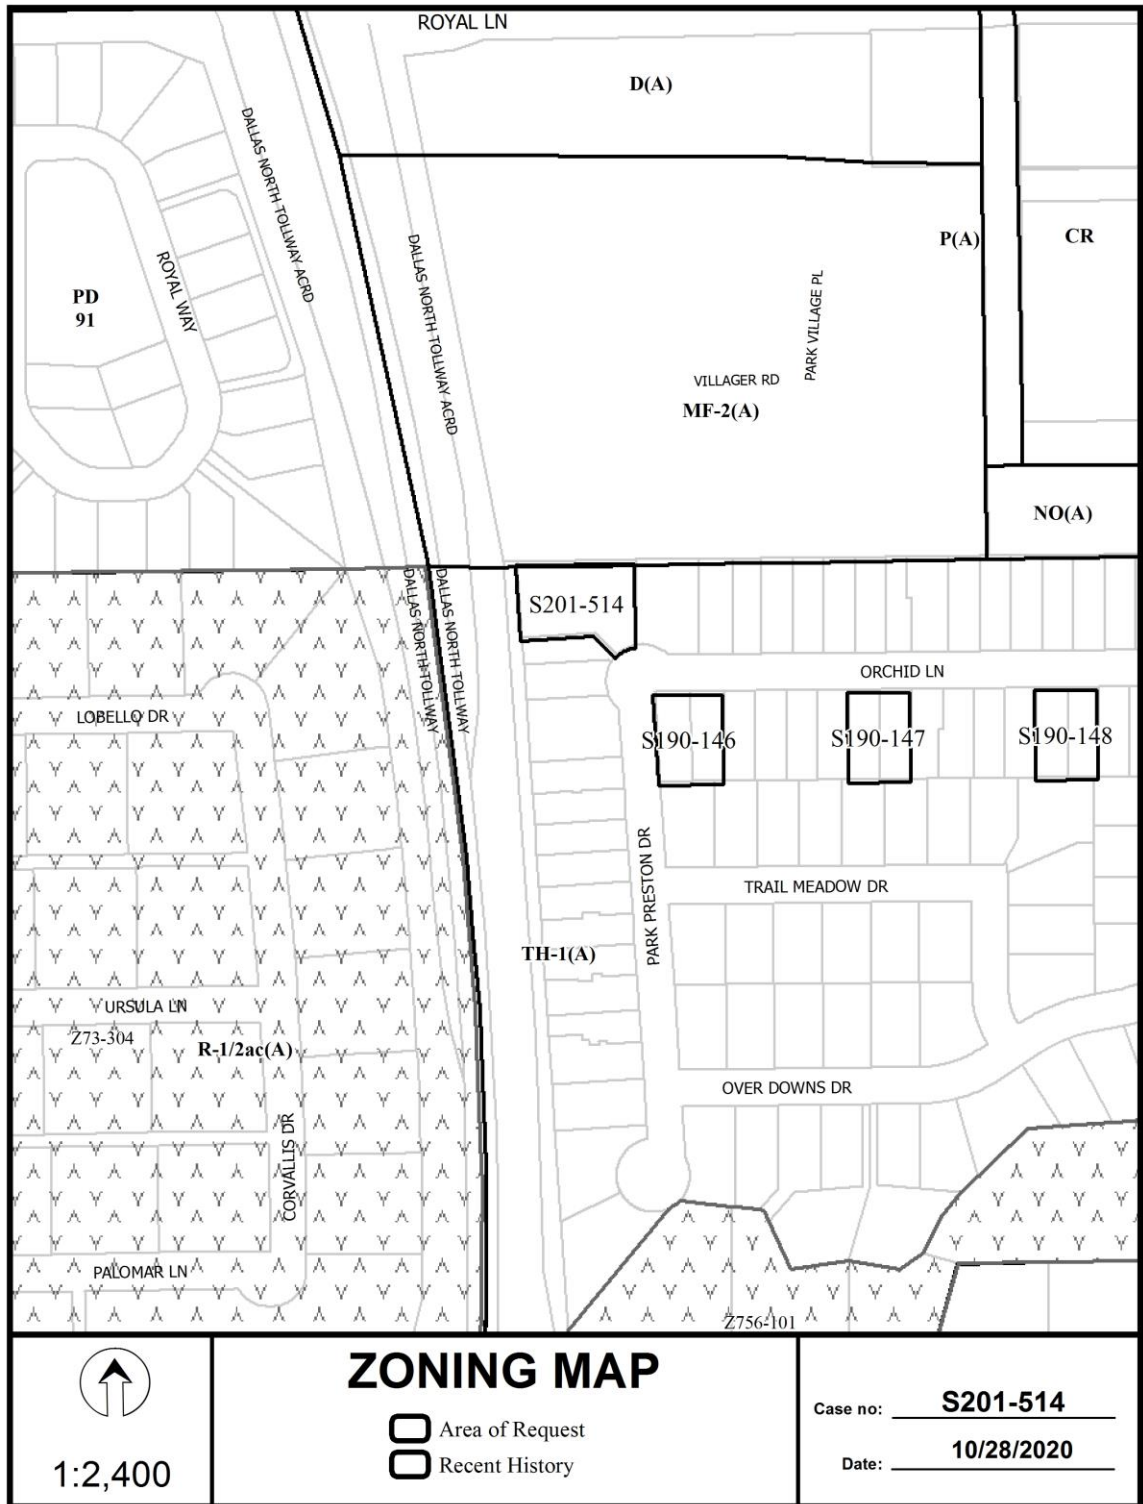 ROYAL LN
D(A)
DALLAS NORTH TOLLWAY ACRD
DALLAS NORTH TOLLWAY ACRD
P(A)
CR
ROYAL WAY
PD
91
PARK VILLAGE PL
VILLAGER RD
MF-2(A)
NO(A)
DALLAS NORTH TOLLWAY
DALLAS NORTH TOLLWAY
S201-514
ORCHID LN
LOBELLO DR
S190-146
S190-147
S190-148
PARK PRESTON DR
TRAIL MEADOW DR
TH-1(A)
URSULA LN
Z73-304
R-1/2ac(A)
OVER DOWNS DR
CORVALLIS DR
PALOMAR LN
Z756-101
1:2,400
ZONING MAP
Area of Request
Recent History
Case no: S201-514
Date: 10/28/2020